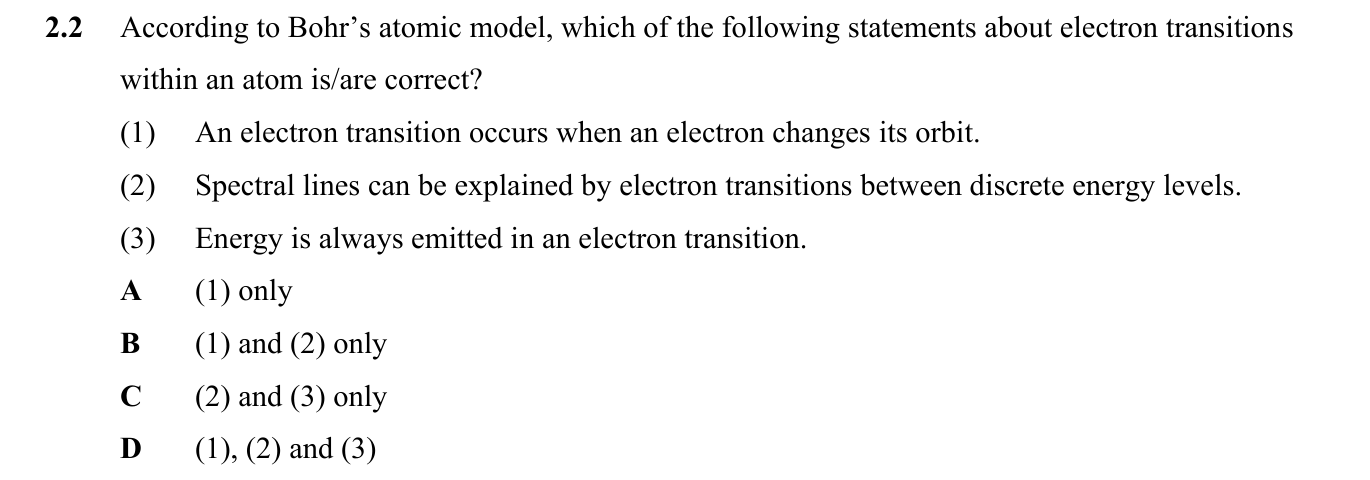 2.2 According to Bohr’s atomic model, which of the following statements about electron transitions
within an atom is/are correct?
(1) An electron transition occurs when an electron changes its orbit.
(2) Spectral lines can be explained by electron transitions between discrete energy levels.
(3) Energy is always emitted in an electron transition.
A (1) only
B (1) and (2) only
C (2) and (3) only
D (1), (2) and (3)